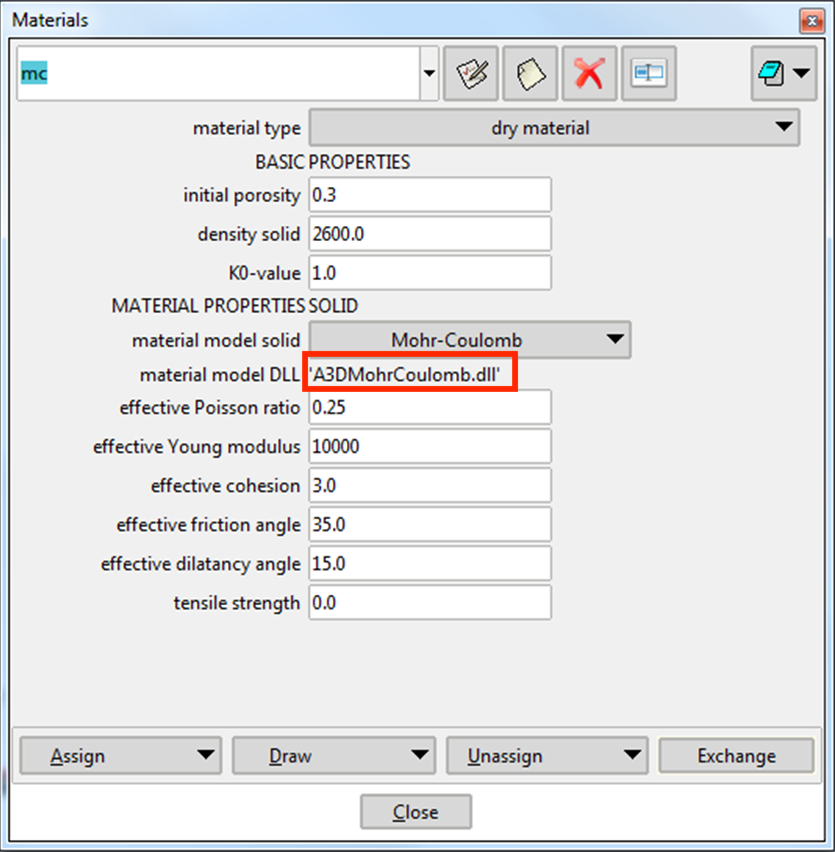 Materials
mc
material type dry material
BASIC PROPERTIES
initial porosity 0.3
density solid 2600.0
K0-value 1.0
MATERIAL PROPERTIES SOLID
material model solid Mohr-Coulomb
material model DLL 'A3DMohrCoulomb.dll'
effective Poisson ratio 0.25
effective Young modulus 10000
effective cohesion 3.0
effective friction angle 35.0
effective dilatancy angle 15.0
tensile strength 0.0
Assign Draw Unassign Exchange
Close